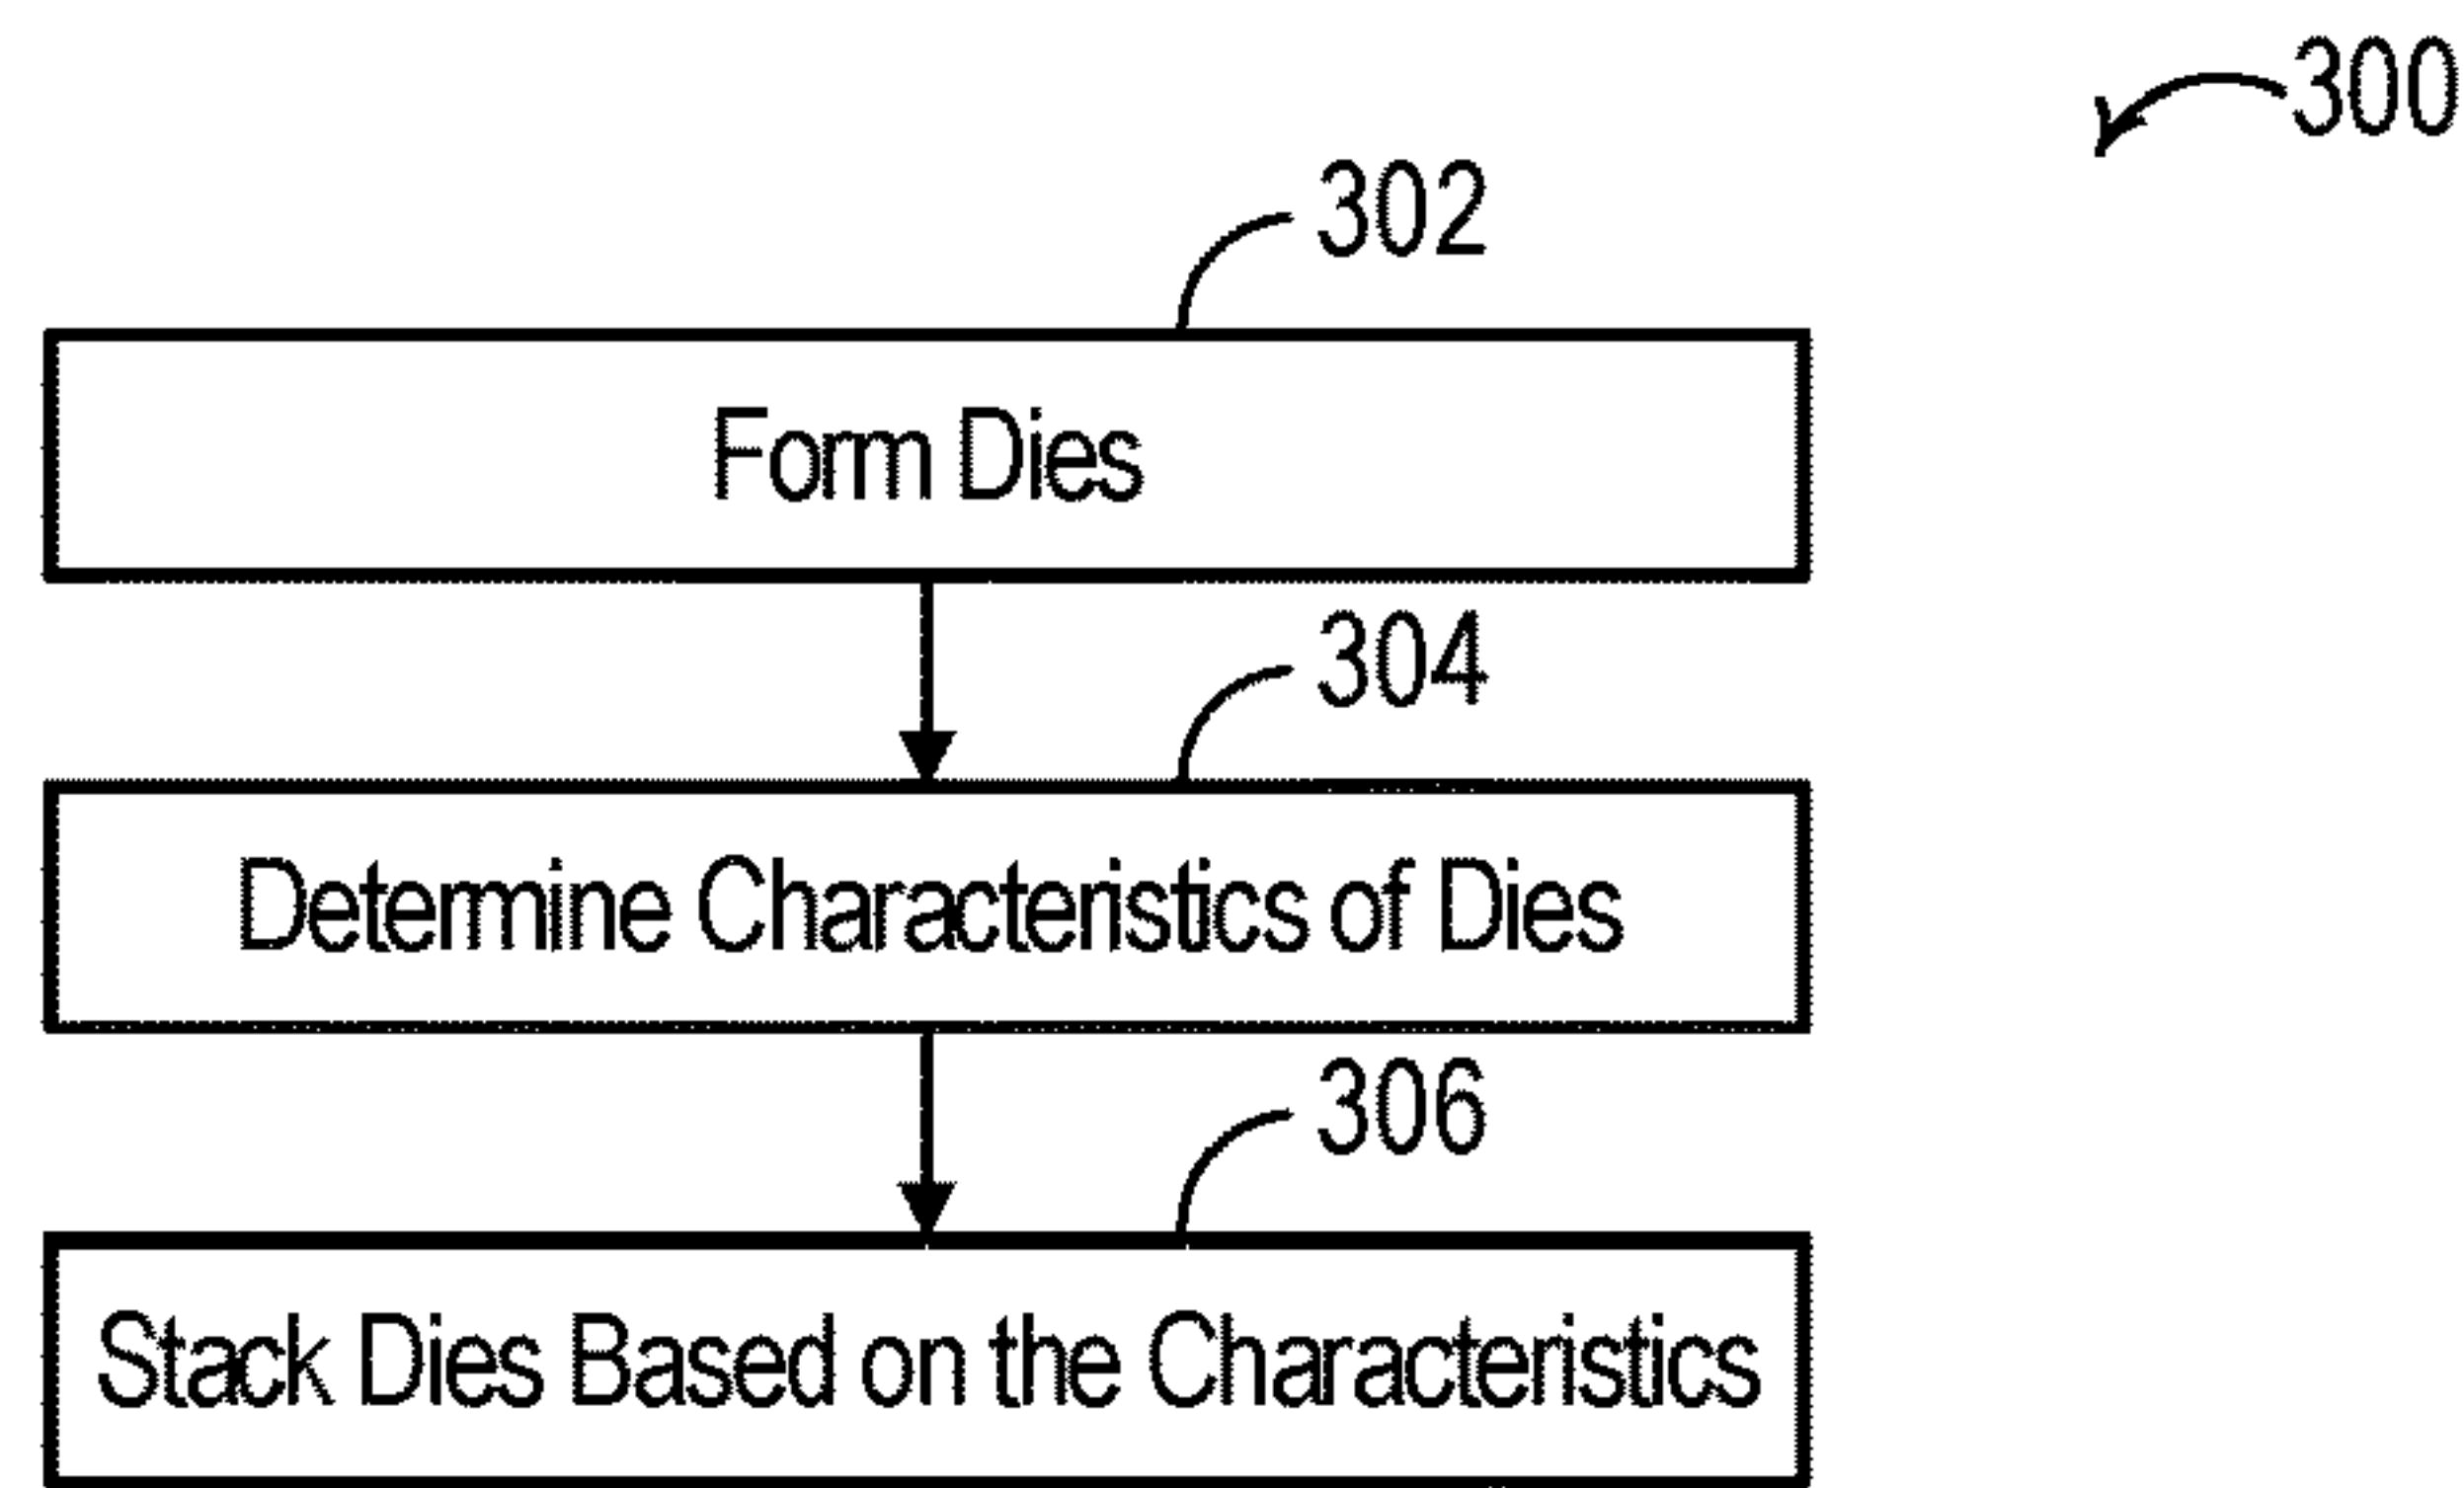 300
302
Form Dies
304
Determine Characteristics of Dies
306
Stack Dies Based on the Characteristics